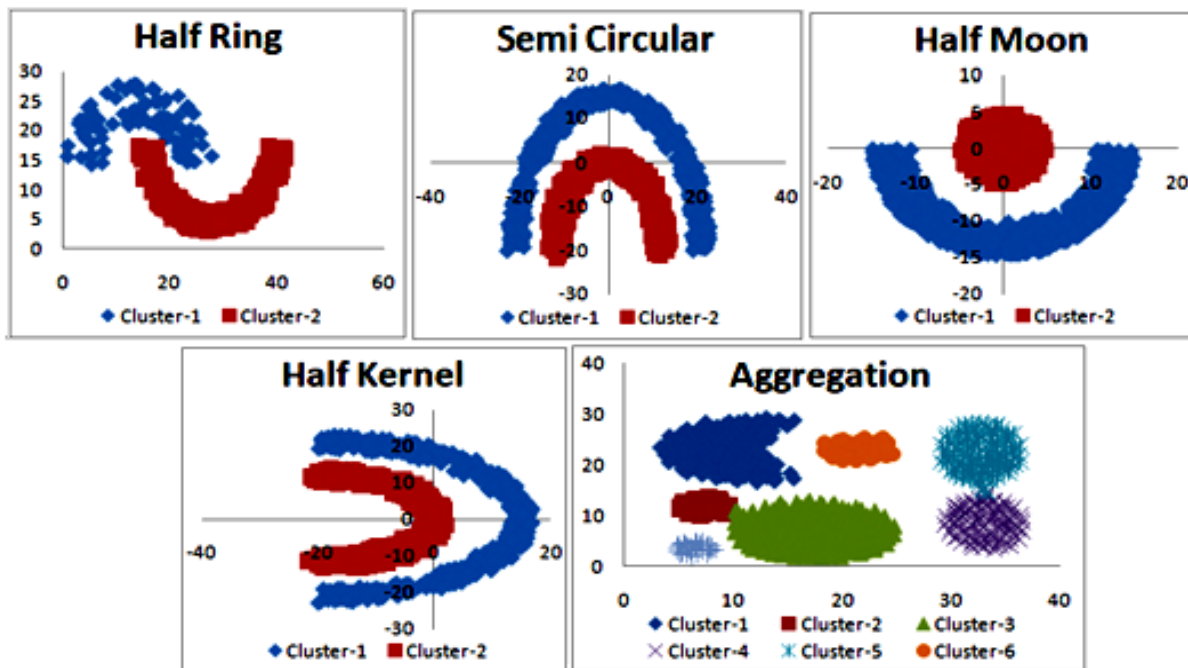 Half Ring
30
25
20
15
10
5
0
0 20 40 60
Cluster-1 Cluster-2
Semi Circular
20
10
0
-40 -20 0 20 40
-10
-20
-30
Cluster-1 Cluster-2
Half Moon
10
5
0
-20 -10 0 10 20
-5
-10
-15
-20
Cluster-1 Cluster-2
Half Kernel
30
20
10
0
-40 -20 0 20
-10
-20
-30
Cluster-1 Cluster-2
Aggregation
40
30
20
10
0
0 10 20 30 40
Cluster-1 Cluster-2 Cluster-3
Cluster-4 Cluster-5 Cluster-6